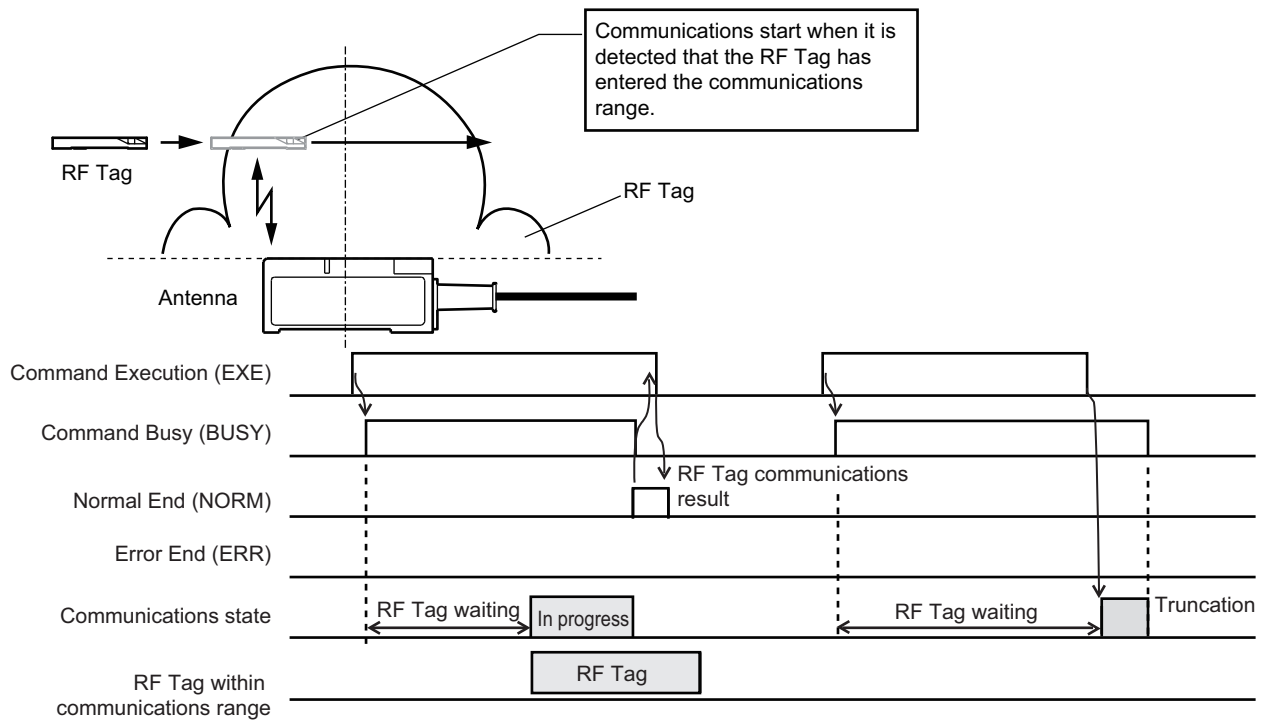 Communications start when it is
detected that the RF Tag has
entered the communications
range.
RF Tag
RF Tag
Antenna
Command Execution (EXE)
Command Busy (BUSY)
RF Tag communications
result
Normal End (NORM)
Error End (ERR)
Communications state
RF Tag waiting
In progress
RF Tag waiting
Truncation
RF Tag within
communications range
RF Tag